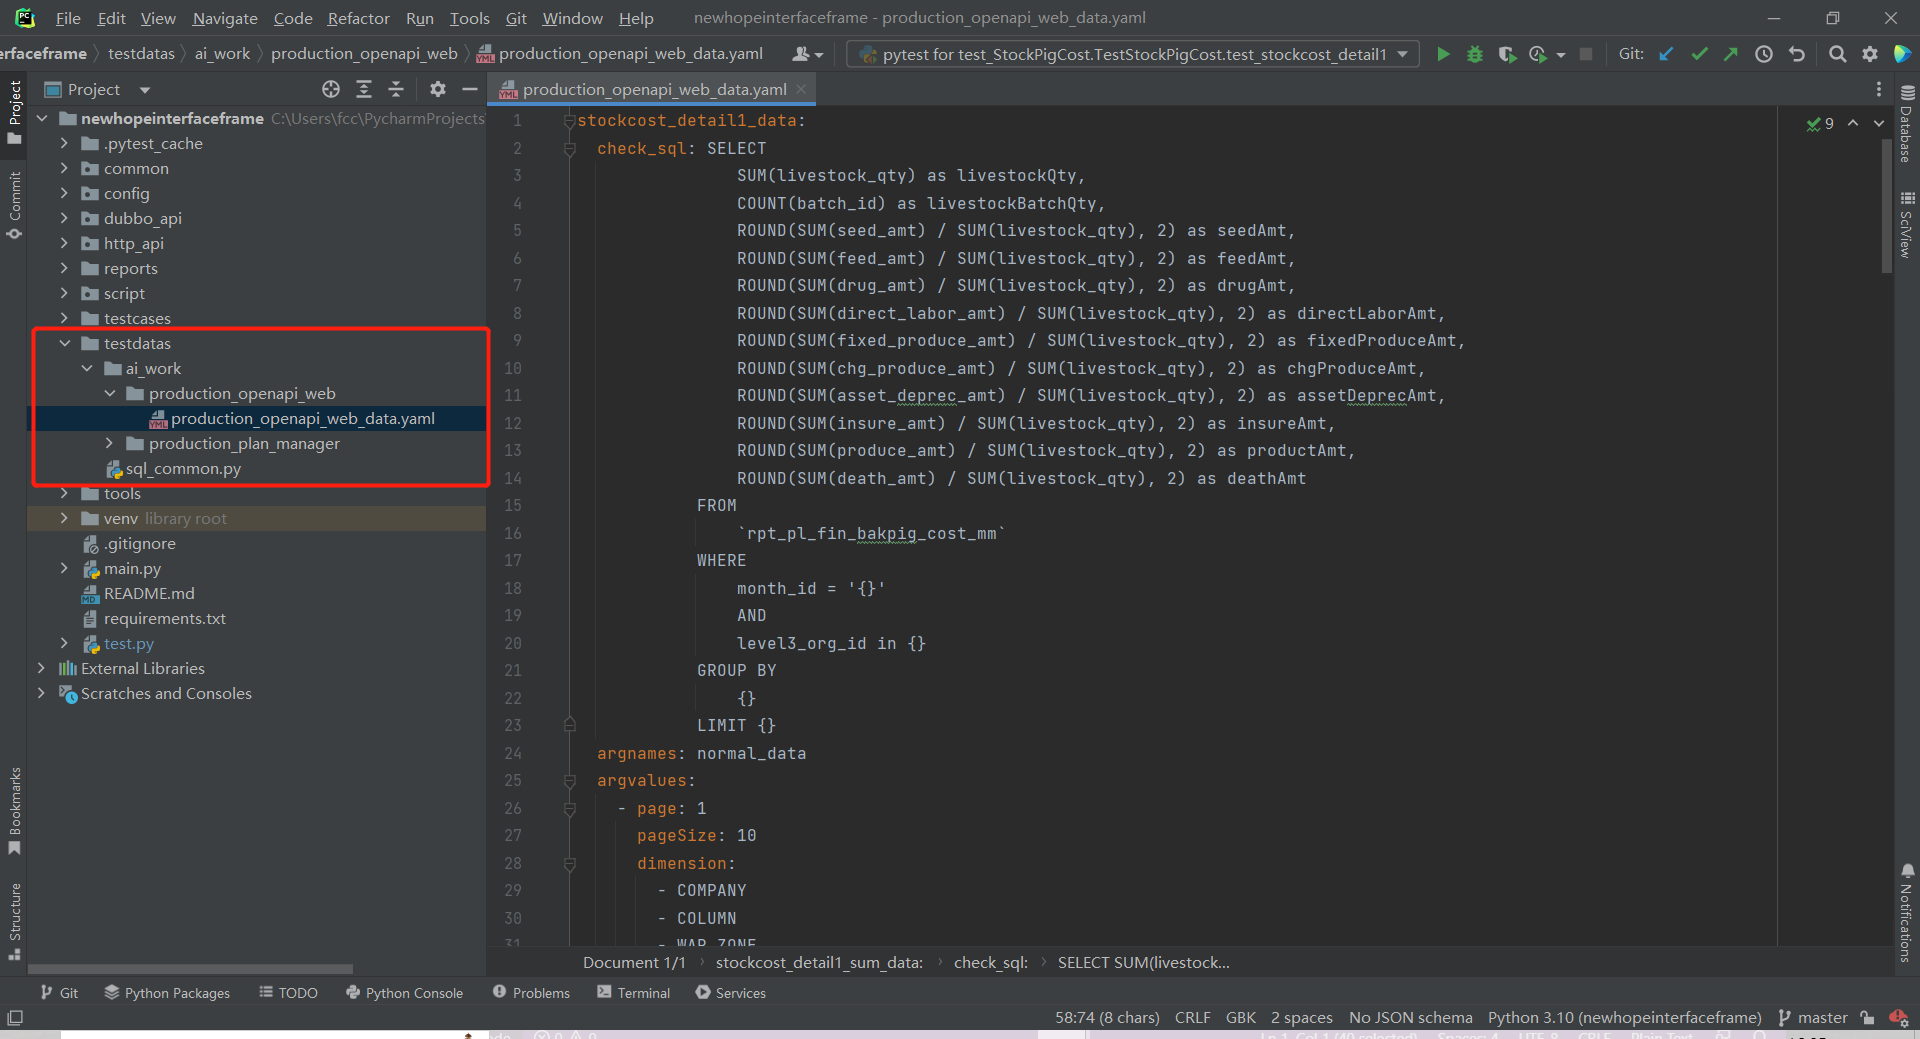 File Edit View Navigate Code Refactor Run Tools Git Window Help newhopeinterfaceframe - production_openapi_web_data.yaml
erfaceframe testdatas ai_work production_openapi_web production_openapi_web_data.yaml pytest for test_StockPigCost.TestStockPigCost.test_stockcost_detail1 Git:
Project
production_openapi_web_data.yaml
Project
Commit
Bookmarks
Structure
newhopeinterfaceframe C:\Users\fcc\PycharmProjects
.pytest_cache
common
config
dubbo_api
http_api
reports
script
testcases
testdatas
ai_work
production_openapi_web
production_openapi_web_data.yaml
production_plan_manager
sql_common.py
tools
venv library root
.gitignore
main.py
README.md
requirements.txt
test.py
External Libraries
Scratches and Consoles
1 stockcost_detail1_data:
2 check_sql: SELECT
3 SUM(livestock_qty) as livestockQty,
4 COUNT(batch_id) as livestockBatchQty,
5 ROUND(SUM(seed_amt) / SUM(livestock_qty), 2) as seedAmt,
6 ROUND(SUM(feed_amt) / SUM(livestock_qty), 2) as feedAmt,
7 ROUND(SUM(drug_amt) / SUM(livestock_qty), 2) as drugAmt,
8 ROUND(SUM(direct_labor_amt) / SUM(livestock_qty), 2) as directLaborAmt,
9 ROUND(SUM(fixed_produce_amt) / SUM(livestock_qty), 2) as fixedProduceAmt,
10 ROUND(SUM(chg_produce_amt) / SUM(livestock_qty), 2) as chgProduceAmt,
11 ROUND(SUM(asset_deprec_amt) / SUM(livestock_qty), 2) as assetDeprecAmt,
12 ROUND(SUM(insure_amt) / SUM(livestock_qty), 2) as insureAmt,
13 ROUND(SUM(produce_amt) / SUM(livestock_qty), 2) as productAmt,
14 ROUND(SUM(death_amt) / SUM(livestock_qty), 2) as deathAmt
15 FROM
16 `rpt_pl_fin_bakpig_cost_mm`
17 WHERE
18 month_id = '{}'
19 AND
20 level3_org_id in {}
21 GROUP BY
22 {}
23 LIMIT {}
24 argnames: normal_data
25 argvalues:
26 - page: 1
27 pageSize: 10
28 dimension:
29 - COMPANY
30 - COLUMN
31 - WAR_ZONE
9
Database
SciView
Notifications
Document 1/1 stockcost_detail1_sum_data: check_sql: SELECT SUM(livestock...
Git Python Packages TODO Python Console Problems Terminal Services
58:74 (8 chars) CRLF GBK 2 spaces No JSON schema Python 3.10 (newhopeinterfaceframe) master